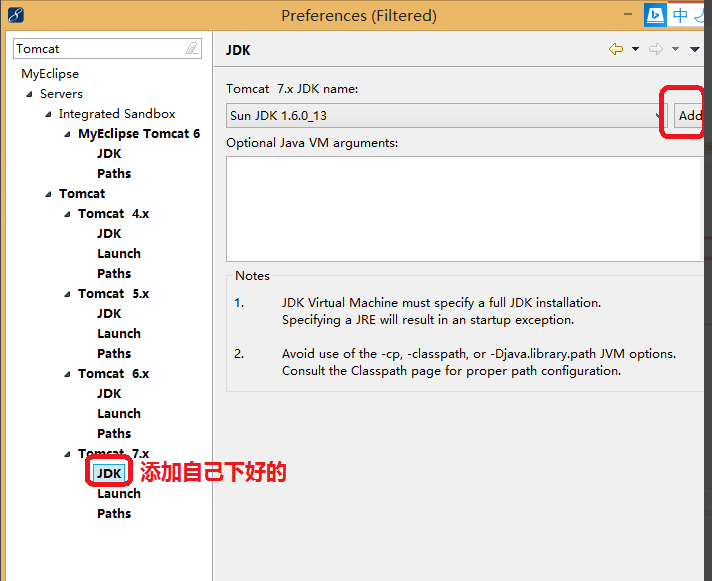 Preferences (Filtered)
中
Tomcat
MyEclipse
Servers
Integrated Sandbox
MyEclipse Tomcat 6
JDK
Paths
Tomcat
Tomcat 4.x
JDK
Launch
Paths
Tomcat 5.x
JDK
Launch
Paths
Tomcat 6.x
JDK
Launch
Paths
Tomcat 7.x
JDK
添加自己下好的
Launch
Paths
JDK
Tomcat 7.x JDK name:
Sun JDK 1.6.0_13
Add
Optional Java VM arguments:
Notes
1. JDK Virtual Machine must specify a full JDK installation.
Specifying a JRE will result in an startup exception.
2. Avoid use of the -cp, -classpath, or -Djava.library.path JVM options.
Consult the Classpath page for proper path configuration.